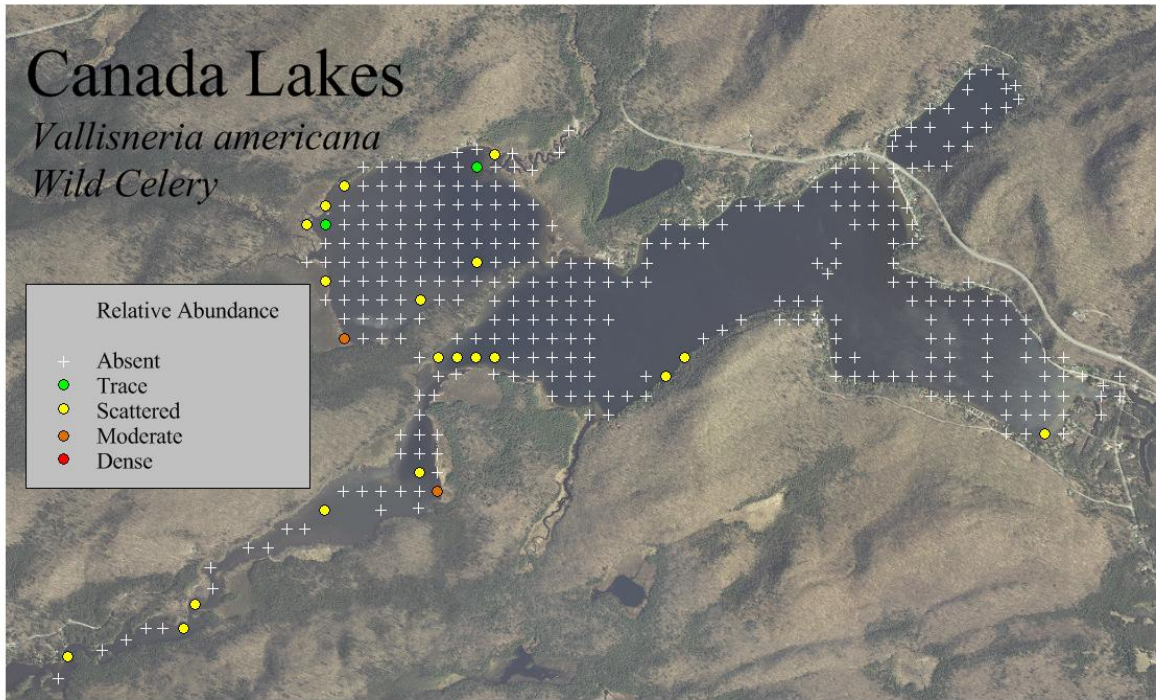 Canada Lakes
Vallisneria americana
Wild Celery
Relative Abundance
Absent
Trace
Scattered
Moderate
Dense